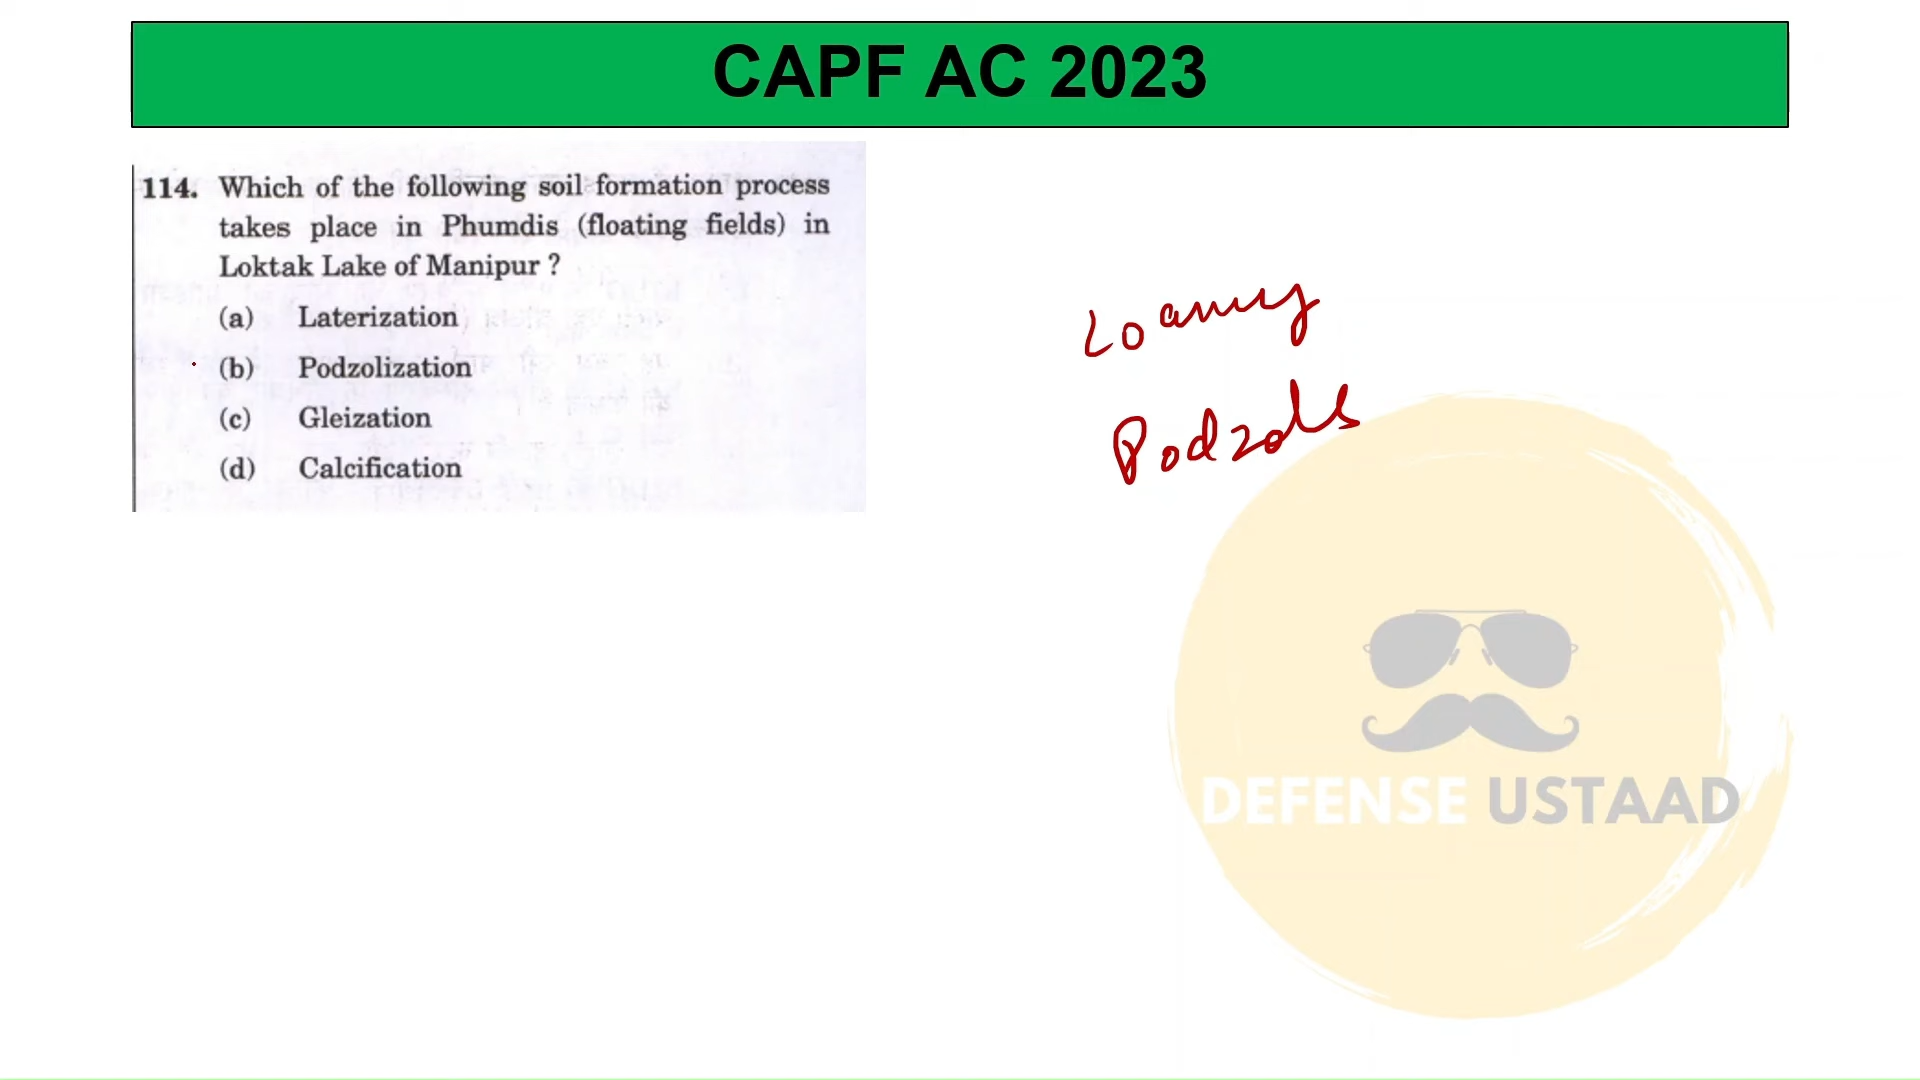 CAPF AC 2023
114. Which of the following soil formation process
takes place in Phumdis (floating fields) in
Loktak Lake of Manipur ?
(a) Laterization
(b) Podzolization
(c) Gleization
(d) Calcification
Loamy
Podzols
DEFENSE USTAAD